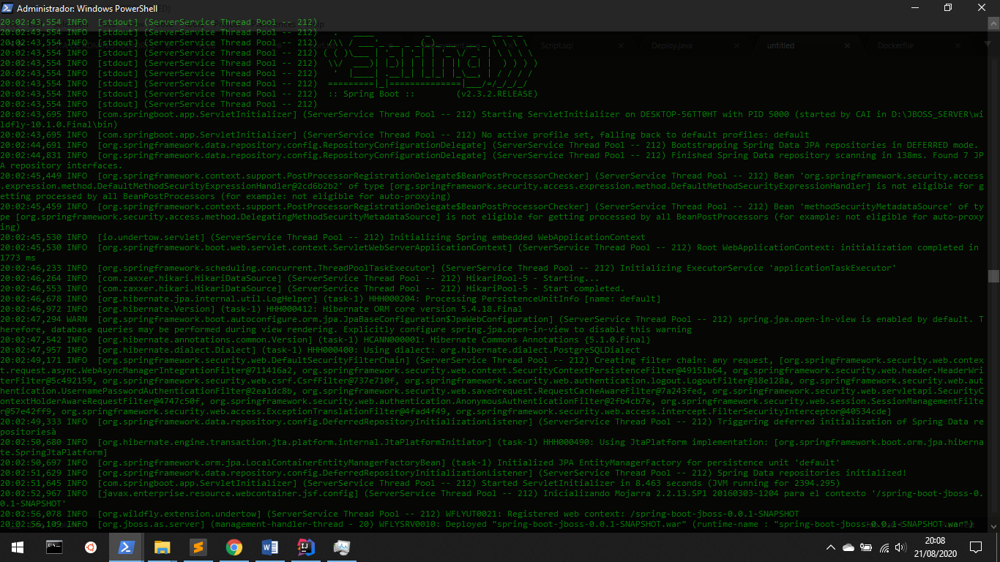 Administrador: Windows PowerShell
Script.sql
Deploy.java
untitled
Dockerfile
20:02:43,554 INFO  [stdout] (ServerService Thread Pool -- 212)
20:02:43,554 INFO  [stdout] (ServerService Thread Pool -- 212)   .   ____          _            __ _ _
20:02:43,554 INFO  [stdout] (ServerService Thread Pool -- 212)  /\\ / ___'_ __ _ _(_)_ __  __ _ \ \ \ \
20:02:43,554 INFO  [stdout] (ServerService Thread Pool -- 212) ( ( )\___ | '_ | '_| | '_ \/ _` | \ \ \ \
20:02:43,554 INFO  [stdout] (ServerService Thread Pool -- 212)  \\/  ___)| |_)| | | | | || (_| |  ) ) ) )
20:02:43,554 INFO  [stdout] (ServerService Thread Pool -- 212)   '  |____| .__|_| |_|_| |_\__, | / / / /
20:02:43,554 INFO  [stdout] (ServerService Thread Pool -- 212)  =========|_|==============|___/=/_/_/_/
20:02:43,554 INFO  [stdout] (ServerService Thread Pool -- 212)  :: Spring Boot ::        (v2.3.2.RELEASE)
20:02:43,554 INFO  [stdout] (ServerService Thread Pool -- 212)
20:02:43,695 INFO  [com.springboot.app.ServletInitializer] (ServerService Thread Pool -- 212) Starting ServletInitializer on DESKTOP-56TT0HT with PID 5000 (started by CAI in D:\JBOSS_SERVER\wi
ldfly-10.1.0.Final\bin)
20:02:43,695 INFO  [com.springboot.app.ServletInitializer] (ServerService Thread Pool -- 212) No active profile set, falling back to default profiles: default
20:02:44,691 INFO  [org.springframework.data.repository.config.RepositoryConfigurationDelegate] (ServerService Thread Pool -- 212) Bootstrapping Spring Data JPA repositories in DEFERRED mode.
20:02:44,831 INFO  [org.springframework.data.repository.config.RepositoryConfigurationDelegate] (ServerService Thread Pool -- 212) Finished Spring Data repository scanning in 138ms. Found 7 JP
A repository interfaces.
20:02:45,449 INFO  [org.springframework.context.support.PostProcessorRegistrationDelegate$BeanPostProcessorChecker] (ServerService Thread Pool -- 212) Bean 'org.springframework.security.access
.expression.method.DefaultMethodSecurityExpressionHandler@2cd6b2b2' of type [org.springframework.security.access.expression.method.DefaultMethodSecurityExpressionHandler] is not eligible for g
etting processed by all BeanPostProcessors (for example: not eligible for auto-proxying)
20:02:45,459 INFO  [org.springframework.context.support.PostProcessorRegistrationDelegate$BeanPostProcessorChecker] (ServerService Thread Pool -- 212) Bean 'methodSecurityMetadataSource' of ty
pe [org.springframework.security.access.method.DelegatingMethodSecurityMetadataSource] is not eligible for getting processed by all BeanPostProcessors (for example: not eligible for auto-proxy
ing)
20:02:45,530 INFO  [io.undertow.servlet] (ServerService Thread Pool -- 212) Initializing Spring embedded WebApplicationContext
20:02:45,530 INFO  [org.springframework.boot.web.servlet.context.ServletWebServerApplicationContext] (ServerService Thread Pool -- 212) Root WebApplicationContext: initialization completed in
1773 ms
20:02:46,233 INFO  [org.springframework.scheduling.concurrent.ThreadPoolTaskExecutor] (ServerService Thread Pool -- 212) Initializing ExecutorService 'applicationTaskExecutor'
20:02:46,264 INFO  [com.zaxxer.hikari.HikariDataSource] (ServerService Thread Pool -- 212) HikariPool-5 - Starting...
20:02:46,553 INFO  [com.zaxxer.hikari.HikariDataSource] (ServerService Thread Pool -- 212) HikariPool-5 - Start completed.
20:02:46,678 INFO  [org.hibernate.jpa.internal.util.LogHelper] (task-1) HHH000204: Processing PersistenceUnitInfo [name: default]
20:02:46,972 INFO  [org.hibernate.Version] (task-1) HHH000412: Hibernate ORM core version 5.4.18.Final
20:02:47,294 WARN  [org.springframework.boot.autoconfigure.orm.jpa.JpaBaseConfiguration$JpaWebConfiguration] (ServerService Thread Pool -- 212) spring.jpa.open-in-view is enabled by default. T
herefore, database queries may be performed during view rendering. Explicitly configure spring.jpa.open-in-view to disable this warning
20:02:47,542 INFO  [org.hibernate.annotations.common.Version] (task-1) HCANN000001: Hibernate Commons Annotations {5.1.0.Final}
20:02:47,957 INFO  [org.hibernate.dialect.Dialect] (task-1) HHH000400: Using dialect: org.hibernate.dialect.PostgreSQLDialect
20:02:49,171 INFO  [org.springframework.security.web.DefaultSecurityFilterChain] (ServerService Thread Pool -- 212) Creating filter chain: any request, [org.springframework.security.web.contex
t.request.async.WebAsyncManagerIntegrationFilter@711416a2, org.springframework.security.web.context.SecurityContextPersistenceFilter@49151b64, org.springframework.security.web.header.HeaderWri
terFilter@5c492159, org.springframework.security.web.csrf.CsrfFilter@737e710f, org.springframework.security.web.authentication.logout.LogoutFilter@18e128a, org.springframework.security.web.aut
hentication.UsernamePasswordAuthenticationFilter@2ea1dc8b, org.springframework.security.web.savedrequest.RequestCacheAwareFilter@7a243fed, org.springframework.security.web.servletapi.SecurityC
ontextHolderAwareRequestFilter@4747c50f, org.springframework.security.web.authentication.AnonymousAuthenticationFilter@2fb4cb7e, org.springframework.security.web.session.SessionManagementFilte
r@57e42ff9, org.springframework.security.web.access.ExceptionTranslationFilter@4fad4f49, org.springframework.security.web.access.intercept.FilterSecurityInterceptor@40534cde]
20:02:49,333 INFO  [org.springframework.data.repository.config.DeferredRepositoryInitializationListener] (ServerService Thread Pool -- 212) Triggering deferred initialization of Spring Data re
positoriesà
20:02:50,680 INFO  [org.hibernate.engine.transaction.jta.platform.internal.JtaPlatformInitiator] (task-1) HHH000490: Using JtaPlatform implementation: [org.springframework.boot.orm.jpa.hiberna
te.SpringJtaPlatform]
20:02:50,697 INFO  [org.springframework.orm.jpa.LocalContainerEntityManagerFactoryBean] (task-1) Initialized JPA EntityManagerFactory for persistence unit 'default'
20:02:51,629 INFO  [org.springframework.data.repository.config.DeferredRepositoryInitializationListener] (ServerService Thread Pool -- 212) Spring Data repositories initialized!
20:02:51,645 INFO  [com.springboot.app.ServletInitializer] (ServerService Thread Pool -- 212) Started ServletInitializer in 8.463 seconds (JVM running for 2394.295)
20:02:52,967 INFO  [javax.enterprise.resource.webcontainer.jsf.config] (ServerService Thread Pool -- 212) Inicializando Mojarra 2.2.13.SP1 20160303-1204 para el contexto '/spring-boot-jboss-0.
0.1-SNAPSHOT'
20:02:56,078 INFO  [org.wildfly.extension.undertow] (ServerService Thread Pool -- 212) WFLYUT0021: Registered web context: /spring-boot-jboss-0.0.1-SNAPSHOT
20:02:56,109 INFO  [org.jboss.as.server] (management-handler-thread - 20) WFLYSRV0010: Deployed "spring-boot-jboss-0.0.1-SNAPSHOT.war" (runtime-name : "spring-boot-jboss-0.0.1-SNAPSHOT.war")
20:08
21/08/2020